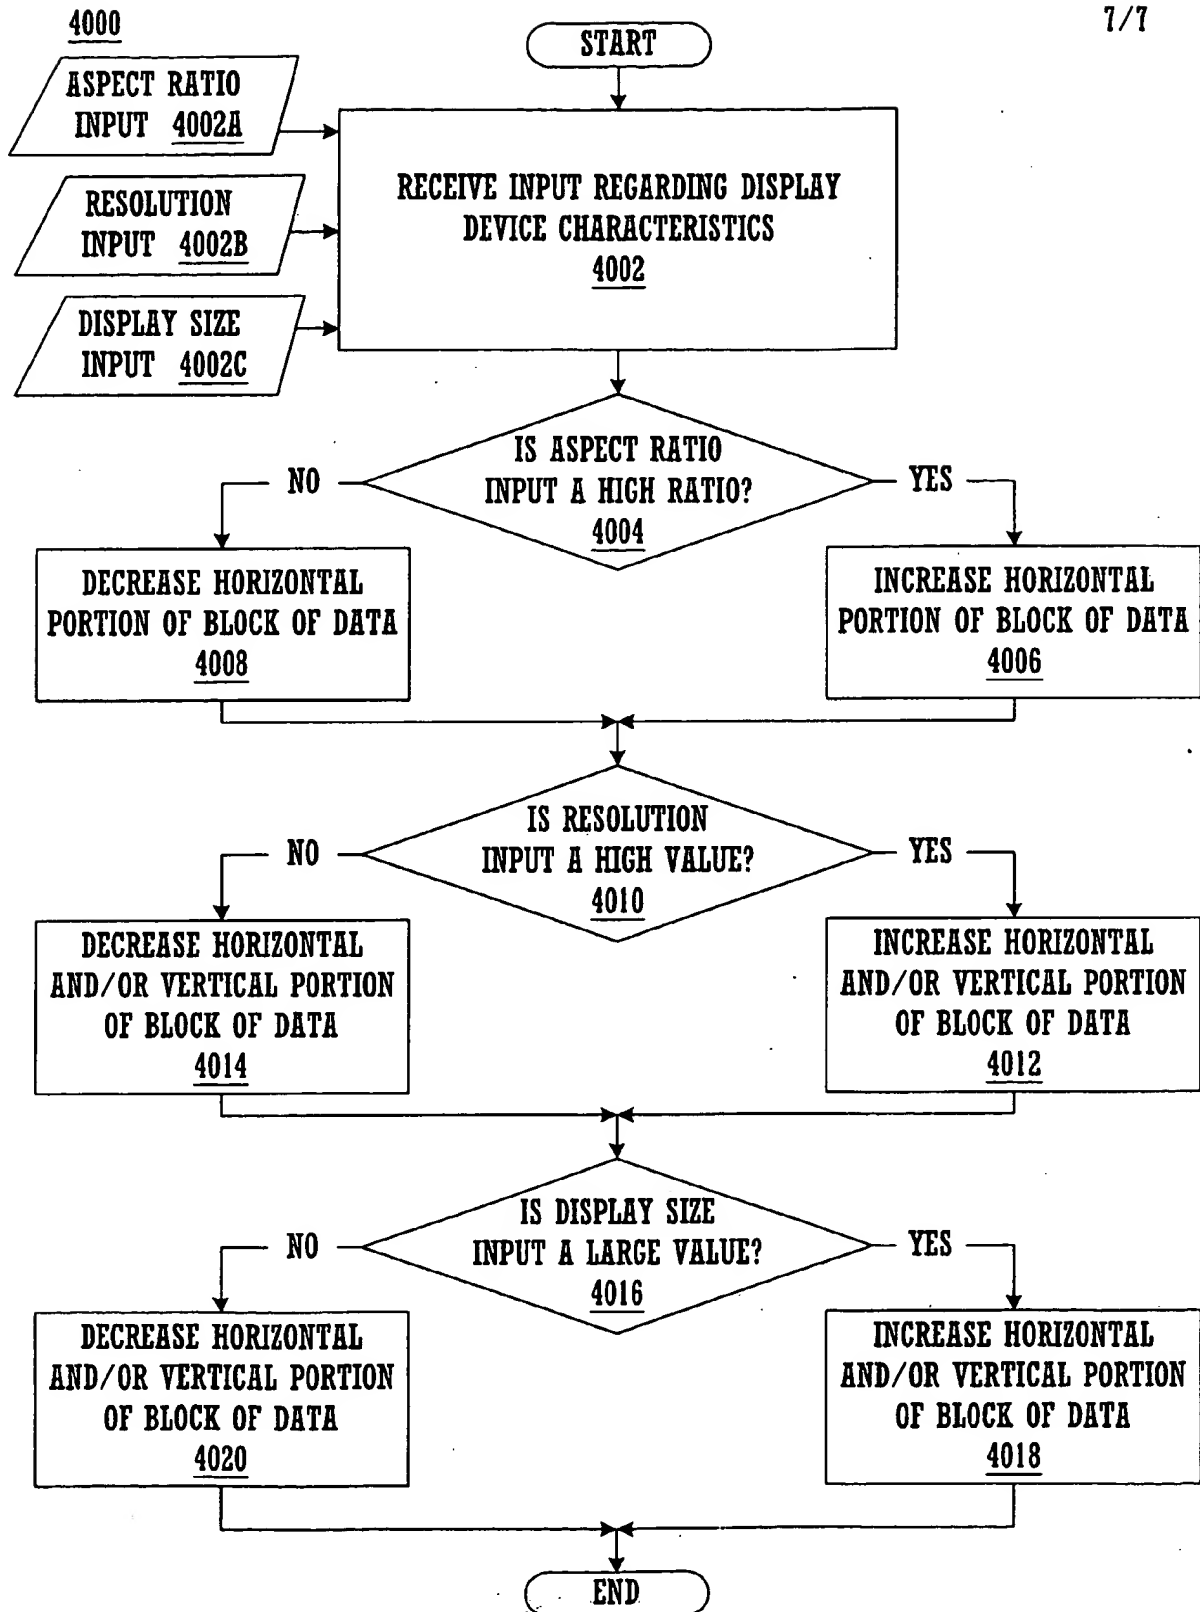 4000
7/7
START
ASPECT RATIO
INPUT 4002A
RESOLUTION
INPUT 4002B
DISPLAY SIZE
INPUT 4002C
RECEIVE INPUT REGARDING DISPLAY
DEVICE CHARACTERISTICS
4002
IS ASPECT RATIO
INPUT A HIGH RATIO?
4004
NO
YES
DECREASE HORIZONTAL
PORTION OF BLOCK OF DATA
4008
INCREASE HORIZONTAL
PORTION OF BLOCK OF DATA
4006
IS RESOLUTION
INPUT A HIGH VALUE?
4010
NO
YES
DECREASE HORIZONTAL
AND/OR VERTICAL PORTION
OF BLOCK OF DATA
4014
INCREASE HORIZONTAL
AND/OR VERTICAL PORTION
OF BLOCK OF DATA
4012
IS DISPLAY SIZE
INPUT A LARGE VALUE?
4016
NO
YES
DECREASE HORIZONTAL
AND/OR VERTICAL PORTION
OF BLOCK OF DATA
4020
INCREASE HORIZONTAL
AND/OR VERTICAL PORTION
OF BLOCK OF DATA
4018
END